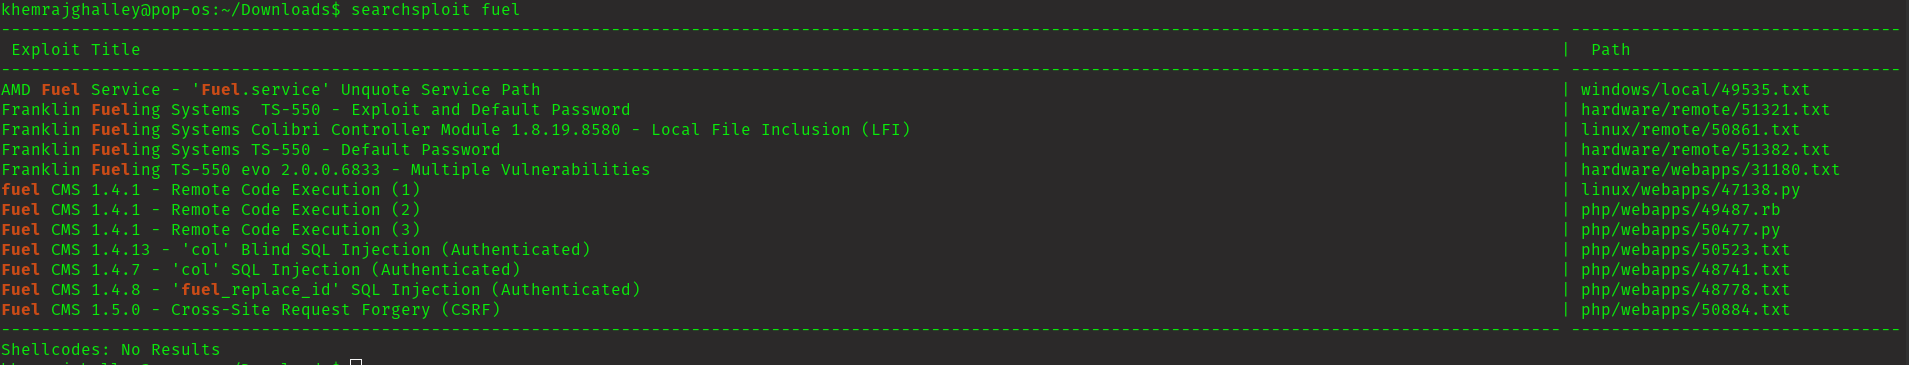 khemrajghalley@pop-os:~/Downloads$ searchsploit fuel
--------------------------------------------------------------------------------------------------------------------------------------------------------- ---------------------------------
 Exploit Title | Path
--------------------------------------------------------------------------------------------------------------------------------------------------------- ---------------------------------
AMD Fuel Service - 'Fuel.service' Unquote Service Path | windows/local/49535.txt
Franklin Fueling Systems  TS-550 - Exploit and Default Password | hardware/remote/51321.txt
Franklin Fueling Systems Colibri Controller Module 1.8.19.8580 - Local File Inclusion (LFI) | linux/remote/50861.txt
Franklin Fueling Systems TS-550 - Default Password | hardware/remote/51382.txt
Franklin Fueling TS-550 evo 2.0.0.6833 - Multiple Vulnerabilities | hardware/webapps/31180.txt
fuel CMS 1.4.1 - Remote Code Execution (1) | linux/webapps/47138.py
Fuel CMS 1.4.1 - Remote Code Execution (2) | php/webapps/49487.rb
Fuel CMS 1.4.1 - Remote Code Execution (3) | php/webapps/50477.py
Fuel CMS 1.4.13 - 'col' Blind SQL Injection (Authenticated) | php/webapps/50523.txt
Fuel CMS 1.4.7 - 'col' SQL Injection (Authenticated) | php/webapps/48741.txt
Fuel CMS 1.4.8 - 'fuel_replace_id' SQL Injection (Authenticated) | php/webapps/48778.txt
Fuel CMS 1.5.0 - Cross-Site Request Forgery (CSRF) | php/webapps/50884.txt
--------------------------------------------------------------------------------------------------------------------------------------------------------- ---------------------------------
Shellcodes: No Results